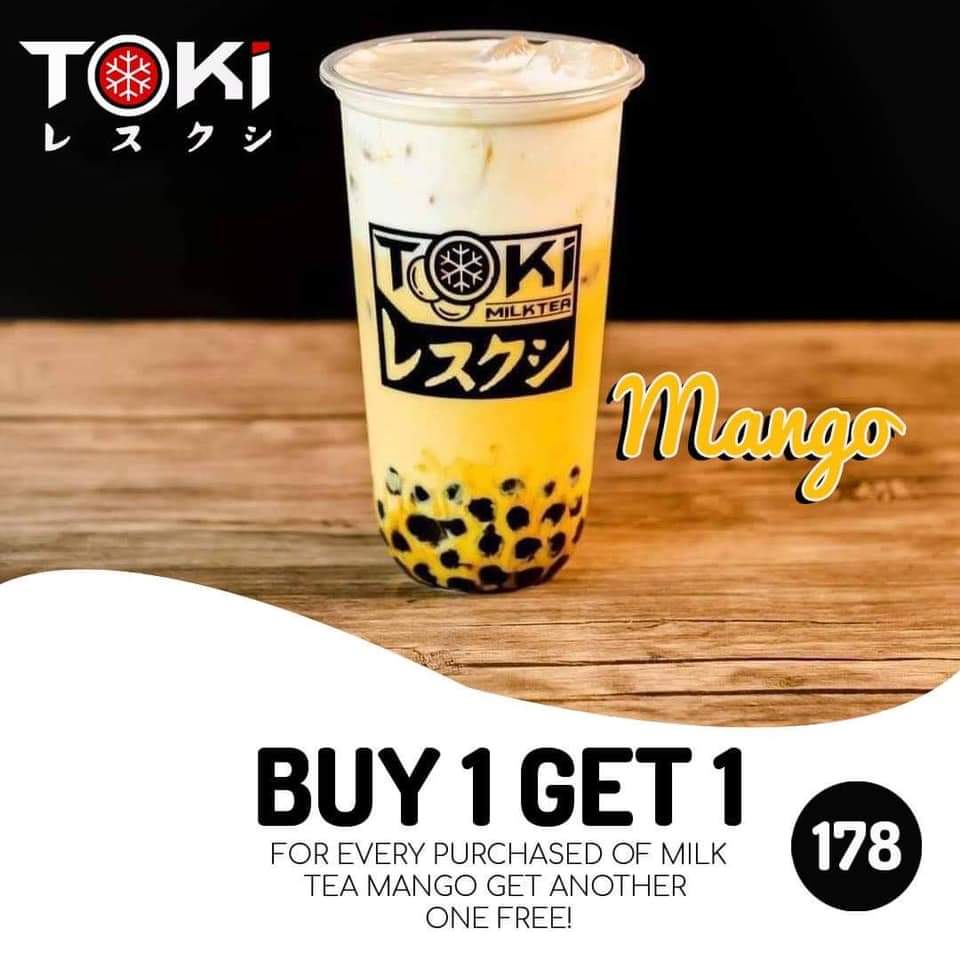 TOKi
レスクシ
TOKi
MILKTEA
レスクシ
Mango
BUY 1 GET 1
FOR EVERY PURCHASED OF MILK
TEA MANGO GET ANOTHER
ONE FREE!
178